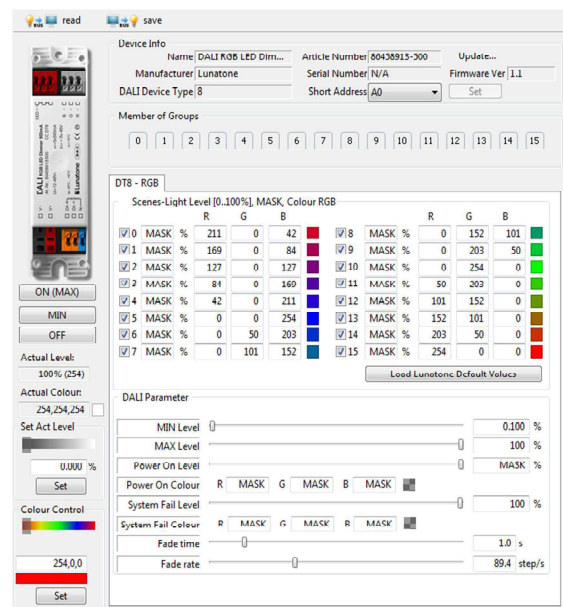 read save
Device Info
Name DALI RGB LED Dim... Article Number 86458915-300 Update...
Manufacturer Lunatone Serial Number N/A Firmware Ver 1.1
DALI Device Type 8 Short Address A0 Set
Member of Groups
0 1 2 3 4 5 6 7 8 9 10 11 12 13 14 15
DT8 - RGB
Scenes-Light Level [0..100%], MASK, Colour RGB
R G B R G B
0 MASK % 211 0 42 8 MASK % 0 152 101
1 MASK % 169 0 84 9 MASK % 0 203 50
2 MASK % 127 0 127 10 MASK % 0 254 0
3 MASK % 84 0 169 11 MASK % 50 203 0
4 MASK % 42 0 211 12 MASK % 101 152 0
5 MASK % 0 0 254 13 MASK % 152 101 0
6 MASK % 0 50 203 14 MASK % 203 50 0
7 MASK % 0 101 152 15 MASK % 254 0 0
Load Lunatone Default Values
ON (MAX)
MIN
OFF
Actual Level:
100% (254)
Actual Colour:
254,254,254
Set Act Level
0.000 %
Set
Colour Control
254,0,0
Set
DALI Parameter
MIN Level 0.100 %
MAX Level 100 %
Power On Level MASK %
Power On Colour R MASK G MASK B MASK
System Fail Level 100 %
System Fail Colour R MASK G MASK B MASK
Fade time 1.0 s
Fade rate 89.4 step/s